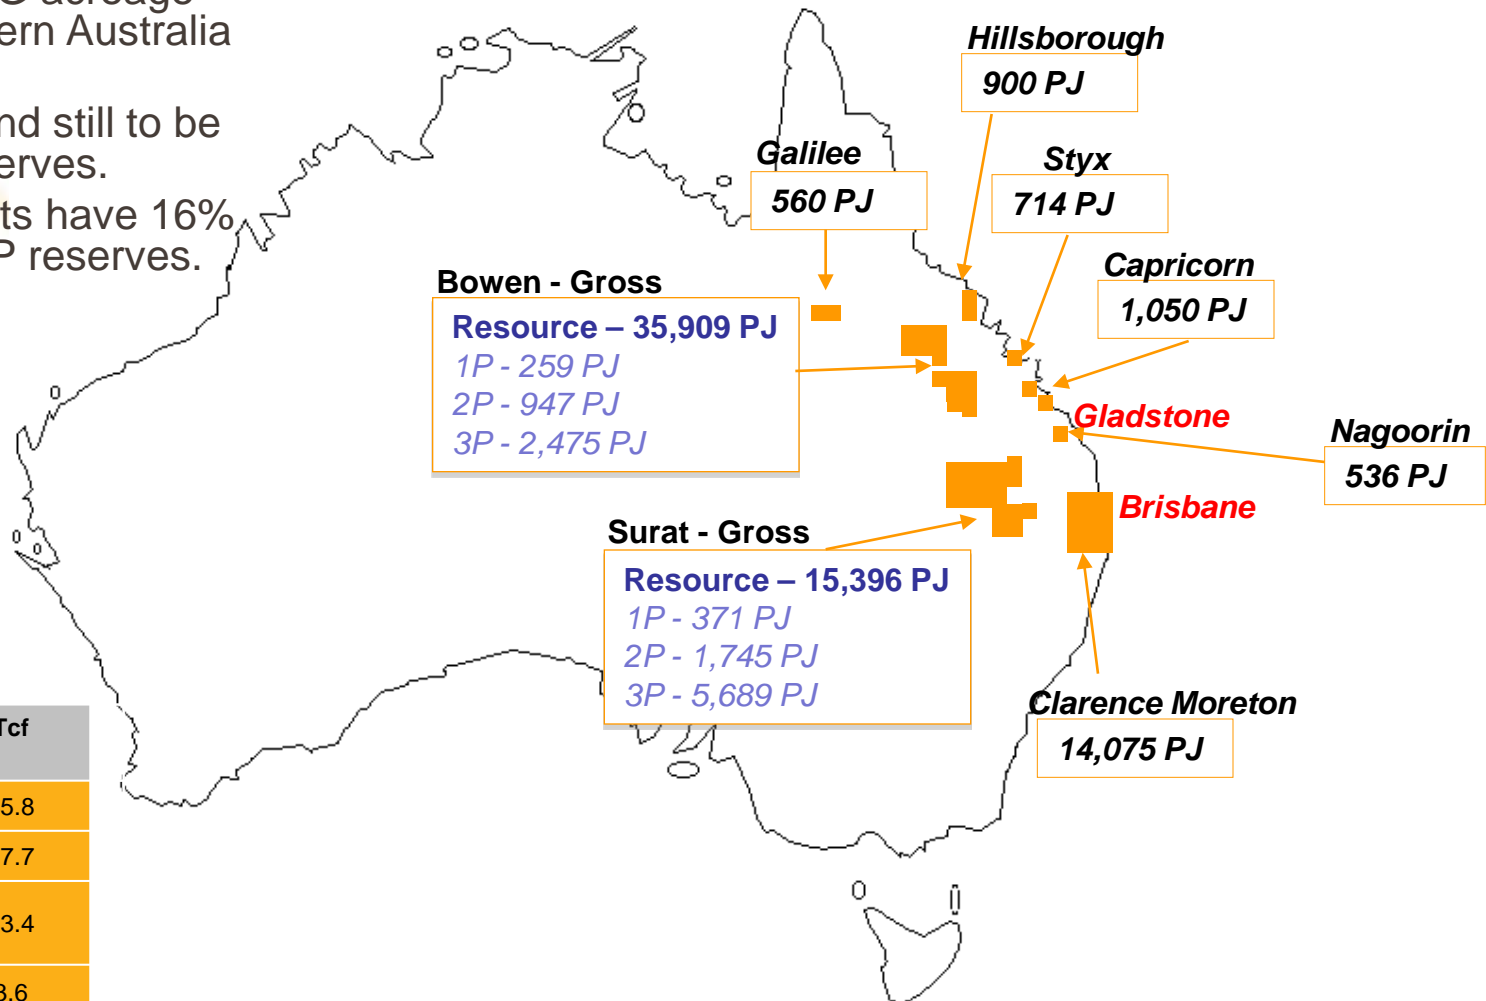 acreage
ern Australia
nd still to be
erves.
ts have 16%
P reserves.
Hillsborough
900 PJ
Galilee
560 PJ
Styx
714 PJ
Capricorn
1,050 PJ
Bowen - Gross
Resource – 35,909 PJ
1P - 259 PJ
2P - 947 PJ
3P - 2,475 PJ
Gladstone
Nagoorin
536 PJ
Brisbane
Surat - Gross
Resource – 15,396 PJ
1P - 371 PJ
2P - 1,745 PJ
3P - 5,689 PJ
Clarence Moreton
14,075 PJ
Tcf
5.8
7.7
3.4
3.6